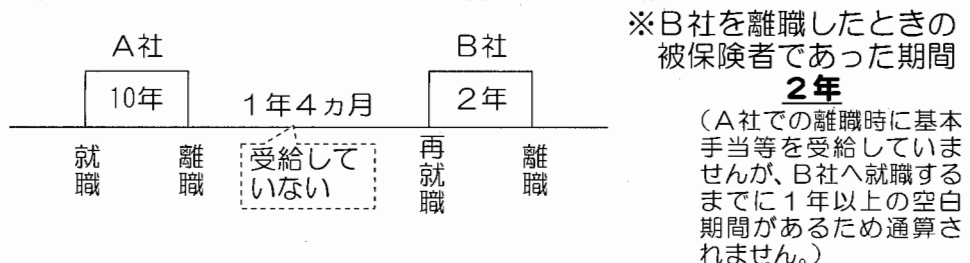 A社
B社
10年
1年4ヵ月
2年
就職
離職
受給して
いない
再就職
離職
※B社を離職したときの
被保険者であった期間
2年
(A社での離職時に基本
手当等を受給していま
せんが、B社へ就職する
までに1年以上の空白
期間があるため通算さ
れません。)